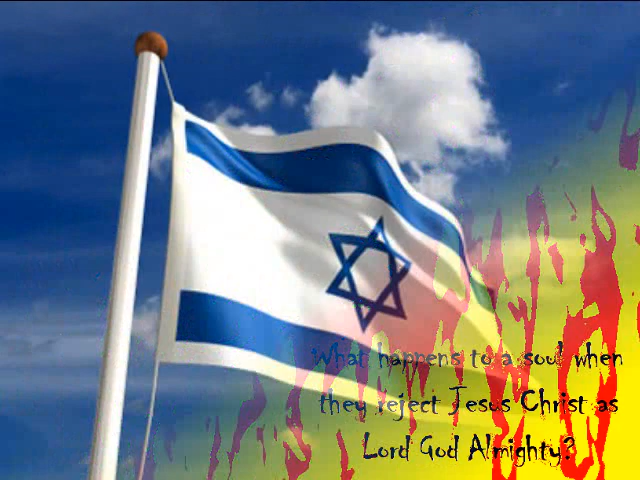 What happens to a soul when
they reject Jesus Christ as
Lord God Almighty?